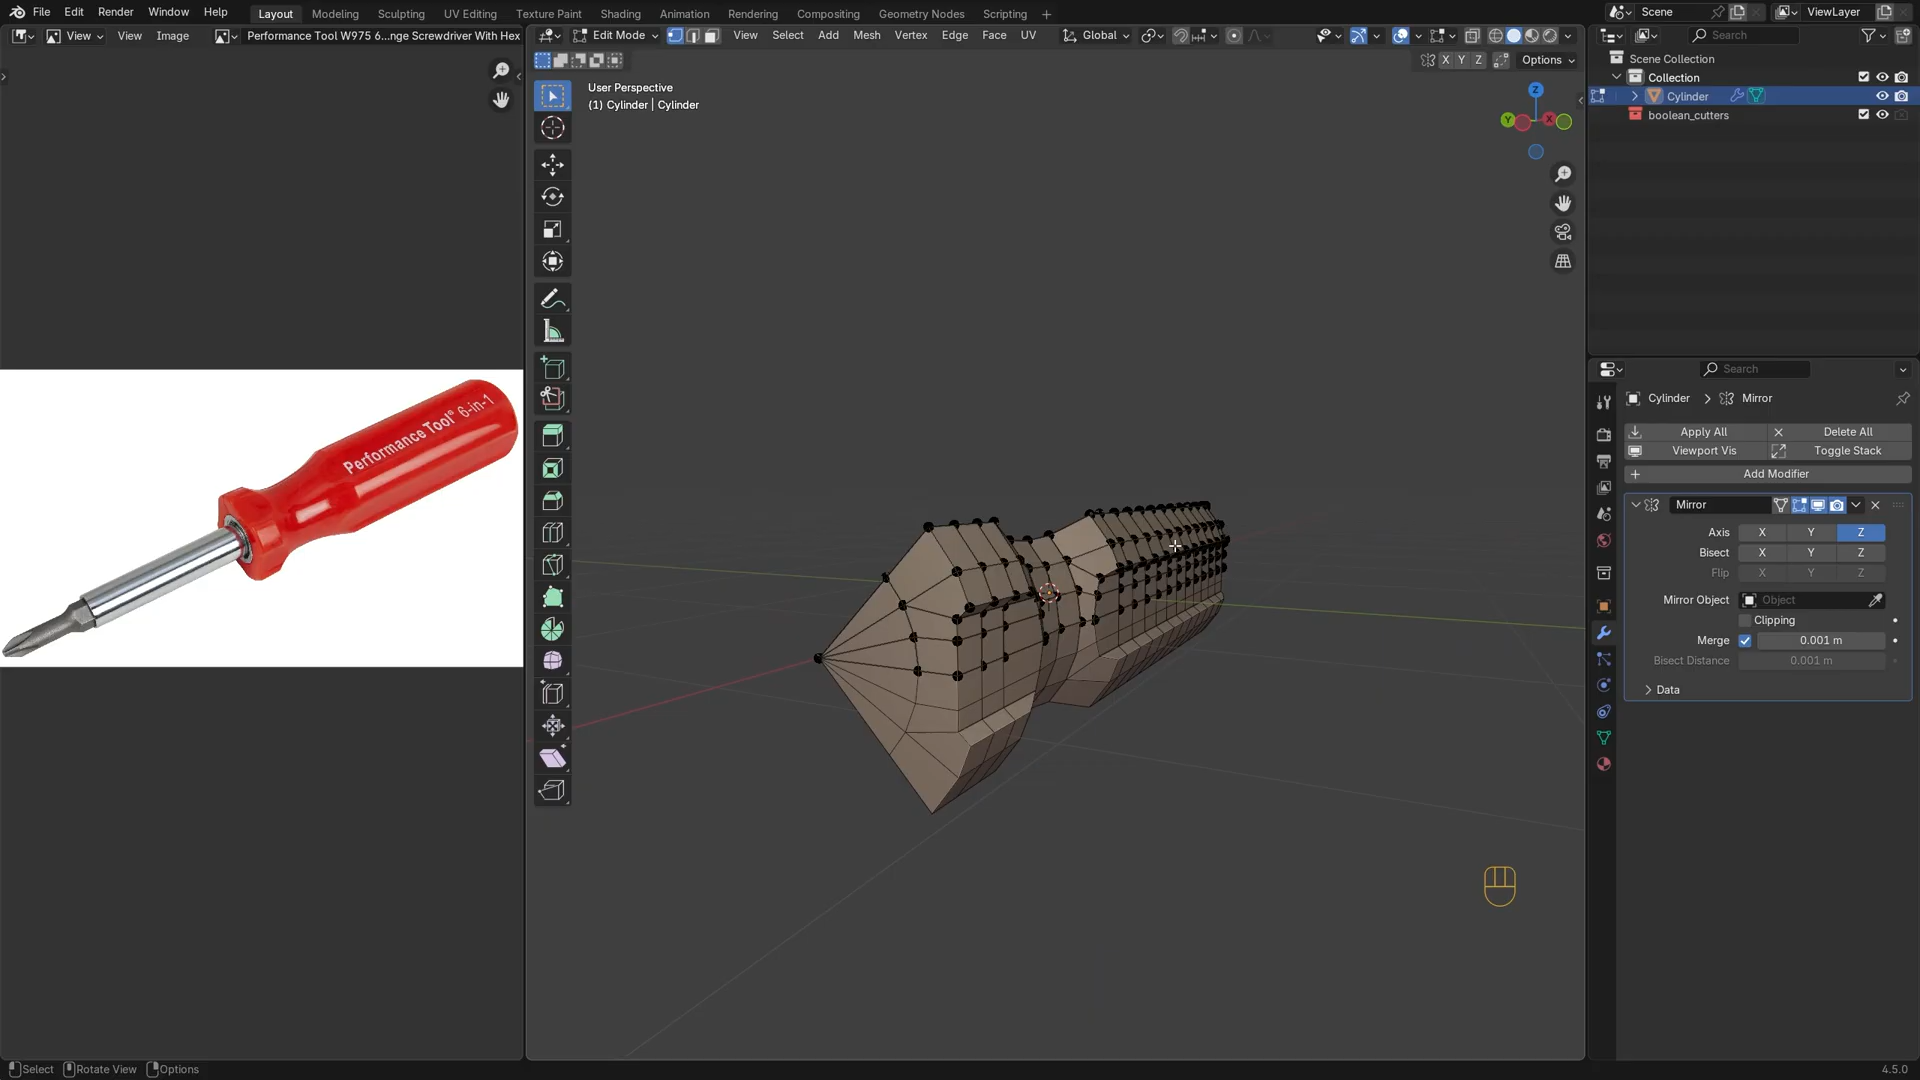 File Edit Render Window Help Layout Modeling Sculpting UV Editing Texture Paint Shading Animation Rendering Compositing Geometry Nodes Scripting + Scene ViewLayer
View View Image Performance Tool W975 6...nge Screwdriver With Hex Edit Mode View Select Add Mesh Vertex Edge Face UV Global Search
X Y Z Options
User Perspective
(1) Cylinder | Cylinder
Z
Y
X
Scene Collection
Collection
Cylinder
boolean_cutters
Performance Tool® 6-in-1
Search
Cylinder > Mirror
Apply All Delete All
Viewport Vis Toggle Stack
Add Modifier
Mirror
Axis X Y Z
Bisect X Y Z
Flip X Y Z
Mirror Object Object
Clipping
Merge 0.001 m
Bisect Distance 0.001 m
Data
Select Rotate View Options 4.5.0